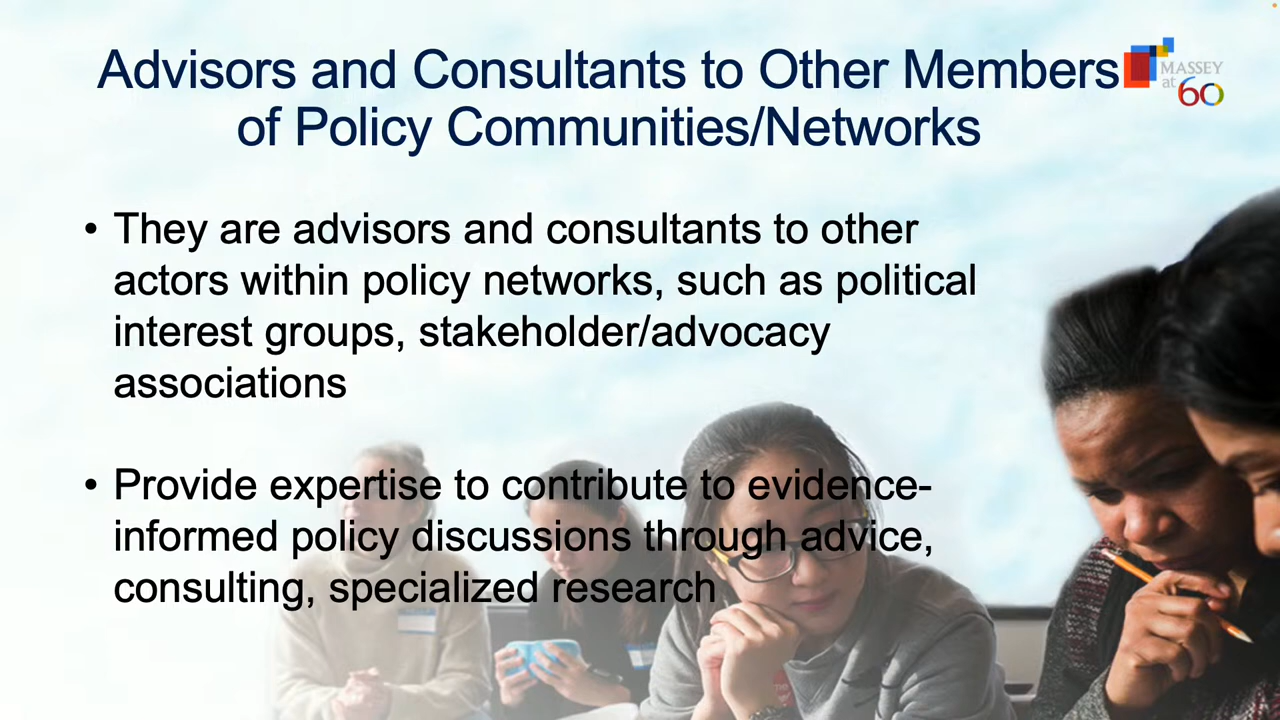 Advisors and Consultants to Other Members
of Policy Communities/Networks
MASSEY
at
60
• They are advisors and consultants to other
actors within policy networks, such as political
interest groups, stakeholder/advocacy
associations
• Provide expertise to contribute to evidence-
informed policy discussions through advice,
consulting, specialized research